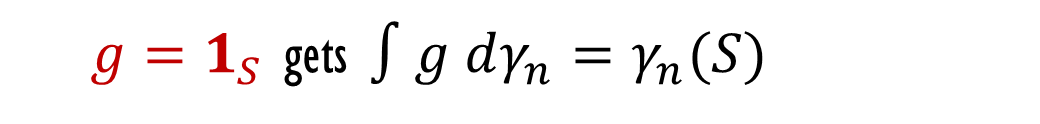 g = 𝟏_S gets ∫ g dγ_n = γ_n(S)